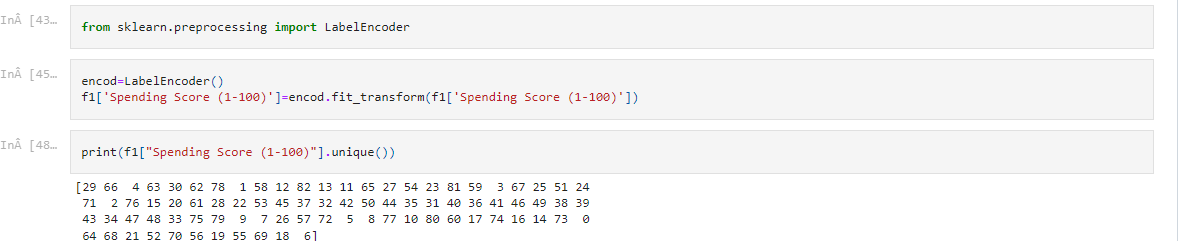 InÂ [43…
from sklearn.preprocessing import LabelEncoder
InÂ [45…
encod=LabelEncoder()
f1['Spending Score (1-100)']=encod.fit_transform(f1['Spending Score (1-100)'])
InÂ [48…
print(f1["Spending Score (1-100)"].unique())
[29 66  4 63 30 62 78  1 58 12 82 13 11 65 27 54 23 81 59  3 67 25 51 24
 71  2 76 15 20 61 28 22 53 45 37 32 42 50 44 35 31 40 36 41 46 49 38 39
 43 34 47 48 33 75 79  9  7 26 57 72  5  8 77 10 80 60 17 74 16 14 73  0
 64 68 21 52 70 56 19 55 69 18  6]